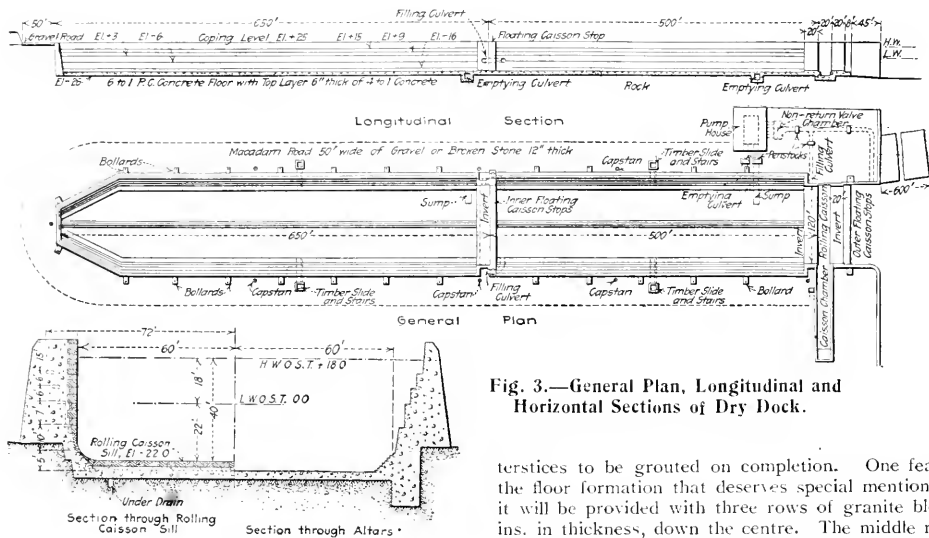 50'
650'
Filling Culvert
500'
20' 20' 8' 45'
20'
Gravel Road El.+3 El-6 Coping Level El.+25 El+15 El+9 El.-16
Floating Caisson Stop
H.W.
L.W.
El-25 6 to 1 P.C. Concrete Floor with Top Layer 6" thick of 4 to 1 Concrete
Emptying Culvert
Rock
Emptying Culvert
Longitudinal Section
Pump House
Non-return Valve Chamber
Macadam Road 50' wide of Gravel or Broken Stone 12" thick
Bollards
Capstan
Timber Slide and Stairs
Penstocks
Filling Culvert
600'
Sump
Invert
Inner Floating Caisson Stops
Emptying Culvert
Sump
650'
500'
Invert
120'
Caisson Chamber
Rolling Caisson
Invert
Outer Floating Caisson Stops
Bollards
Capstan
Timber Slide and Stairs
Capstan
Filling Culvert
Capstan
Timber Slide and Stairs
Bollard
General Plan
72'
60'
60'
H W O.S.T. +18 0
18'
40'
L.W.O.S.T. 0.0
22'
Rolling Caisson Sill, El-22 0'
Under Drain
Section through Rolling Caisson Sill
Section through Altars
Fig. 3.—General Plan, Longitudinal and
Horizontal Sections of Dry Dock.
terstices to be grouted on completion. One fea
the floor formation that deserves special mention
it will be provided with three rows of granite bl
ins. in thickness, down the centre. The middle r